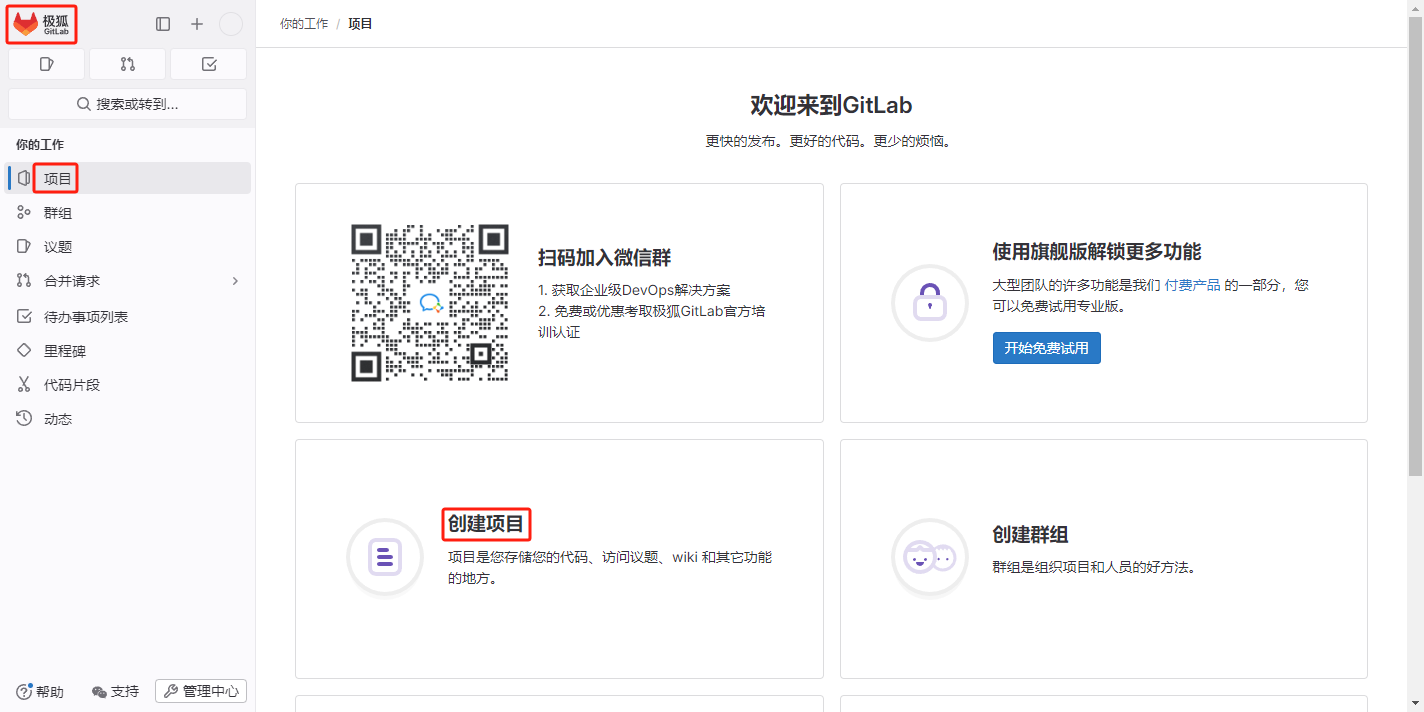 极狐
GitLab
你的工作 / 项目
搜索或转到...
你的工作
项目
群组
议题
合并请求
待办事项列表
里程碑
代码片段
动态
帮助
支持
管理中心
欢迎来到GitLab
更快的发布。更好的代码。更少的烦恼。
扫码加入微信群
1. 获取企业级DevOps解决方案
2. 免费或优惠考取极狐GitLab官方培
训认证
使用旗舰版解锁更多功能
大型团队的许多功能是我们 付费产品 的一部分，您
可以免费试用专业版。
开始免费试用
创建项目
项目是您存储您的代码、访问议题、wiki 和其它功能
的地方。
创建群组
群组是组织项目和人员的好方法。